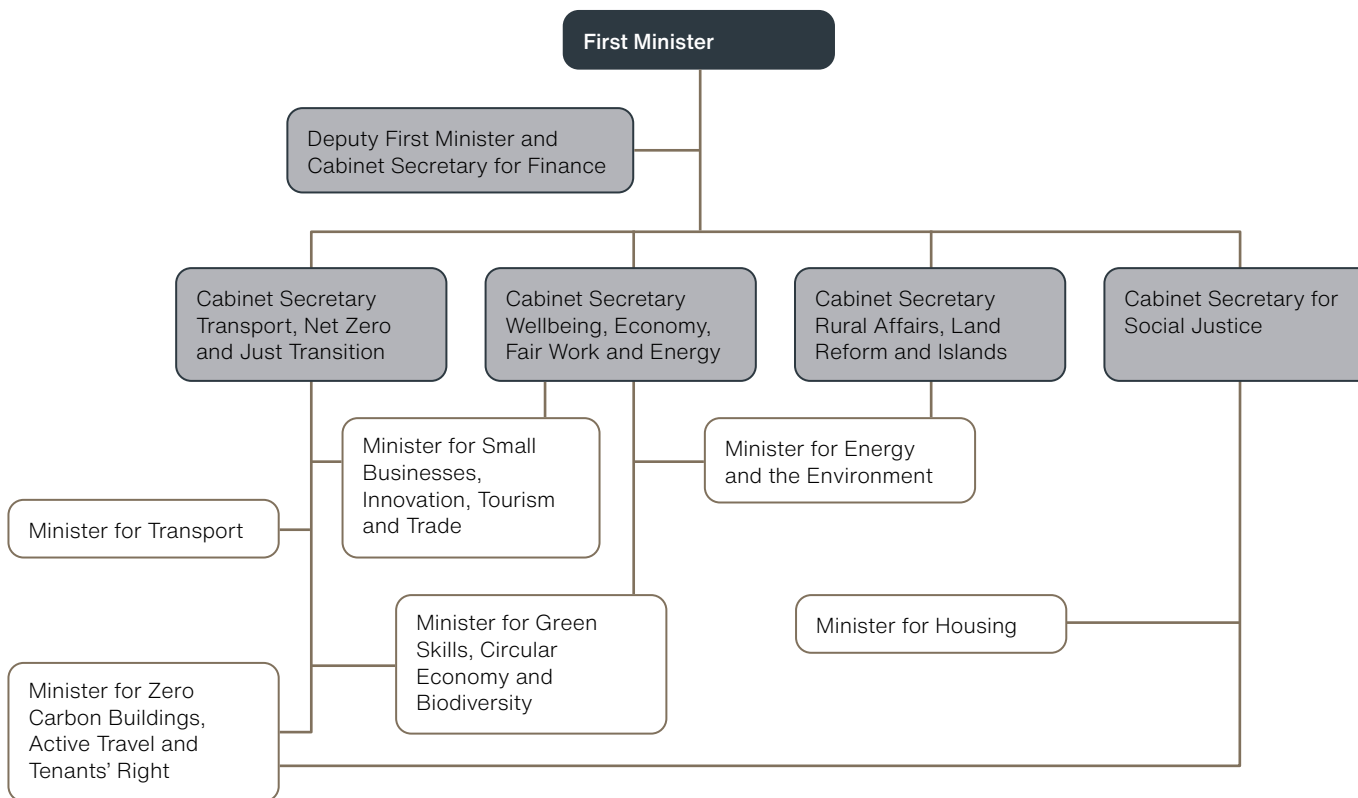 First Minister
Deputy First Minister and
Cabinet Secretary for Finance
Cabinet Secretary
Transport, Net Zero
and Just Transition
Cabinet Secretary
Wellbeing, Economy,
Fair Work and Energy
Cabinet Secretary
Rural Affairs, Land
Reform and Islands
Cabinet Secretary for
Social Justice
Minister for Small
Businesses,
Innovation, Tourism
and Trade
Minister for Energy
and the Environment
Minister for Transport
Minister for Green
Skills, Circular
Economy and
Biodiversity
Minister for Housing
Minister for Zero
Carbon Buildings,
Active Travel and
Tenants’ Right